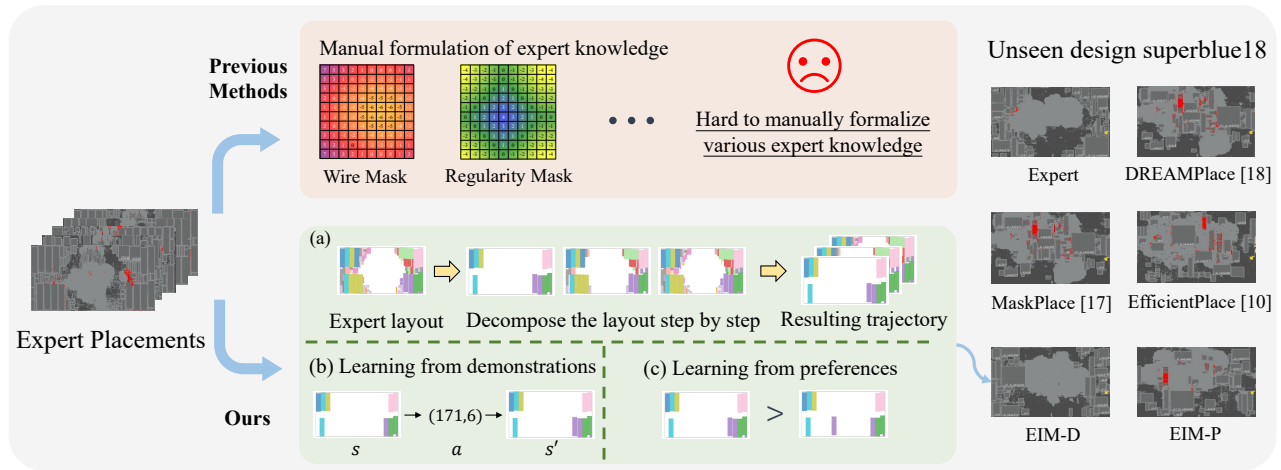 Previous
Methods
Manual formulation of expert knowledge
Wire Mask
Regularity Mask
Hard to manually formalize
various expert knowledge
Expert Placements
Ours
(a)
Expert layout
Decompose the layout step by step
Resulting trajectory
(b) Learning from demonstrations
(171,6)
s
a
s′
(c) Learning from preferences
>
Unseen design superblue18
Expert
DREAMPlace [18]
MaskPlace [17]
EfficientPlace [10]
EIM-D
EIM-P